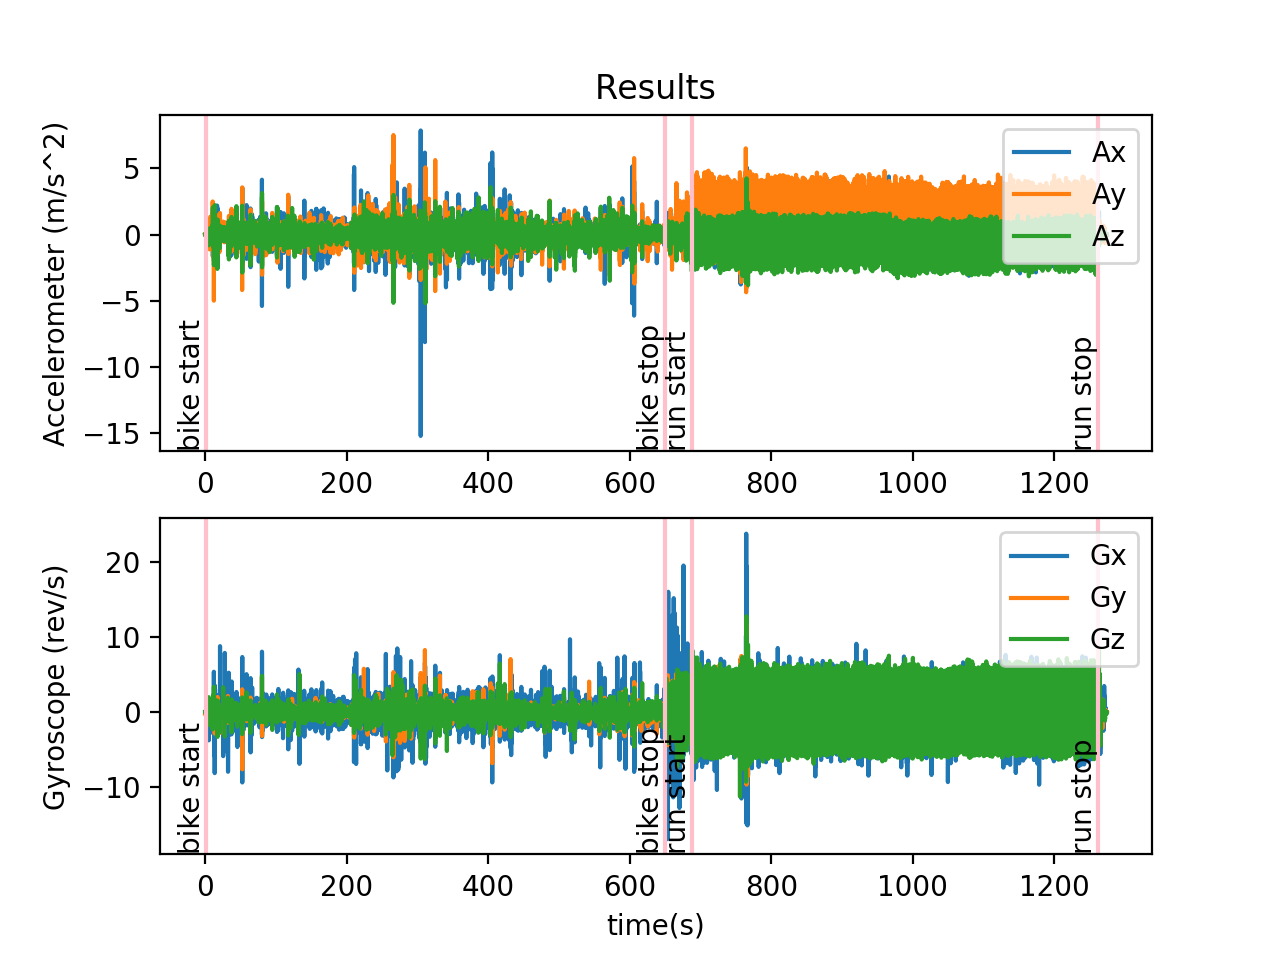 Results
Accelerometer (m/s^2)
5
0
−5
−10
−15
bike start
bike stop
run start
run stop
Ax
Ay
Az
0 200 400 600 800 1000 1200
Gyroscope (rev/s)
20
10
0
−10
bike start
bike stop
run start
run stop
Gx
Gy
Gz
0 200 400 600 800 1000 1200
time(s)